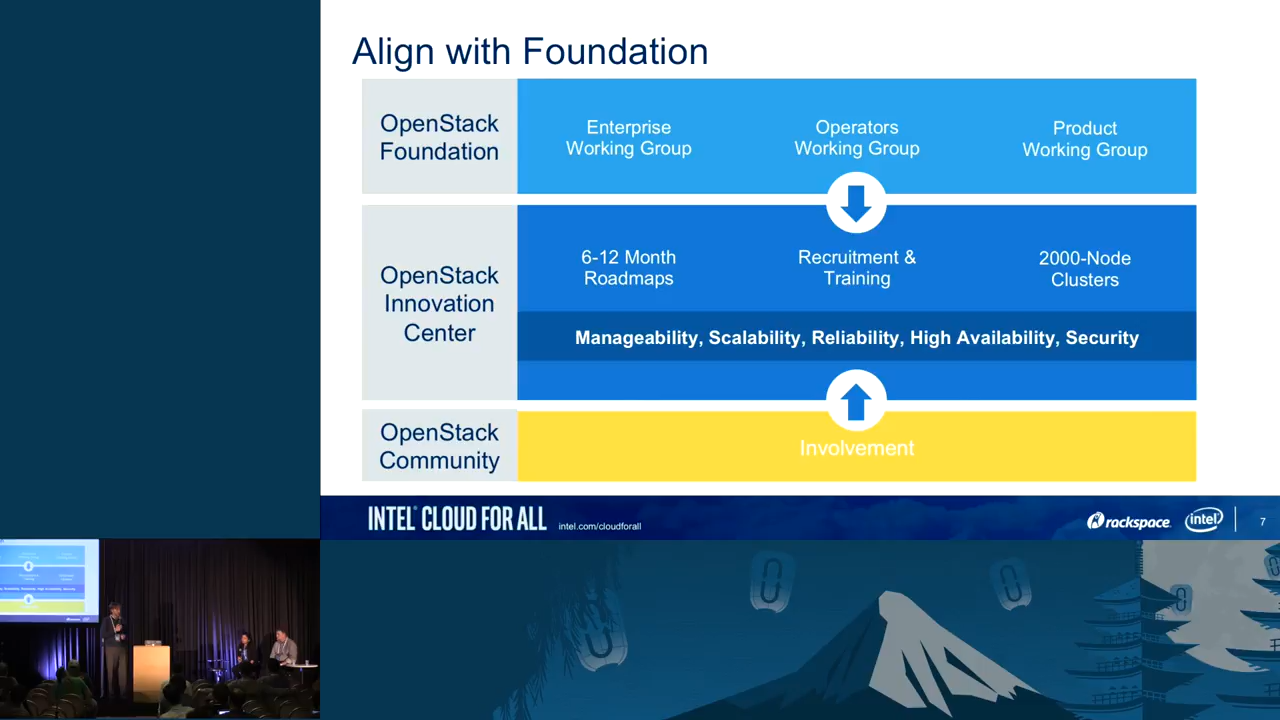 Align with Foundation
OpenStack
Foundation
Enterprise
Working Group
Operators
Working Group
Product
Working Group
OpenStack
Innovation
Center
6-12 Month
Roadmaps
Recruitment &
Training
2000-Node
Clusters
Manageability, Scalability, Reliability, High Availability, Security
OpenStack
Community
Involvement
INTEL® CLOUD FOR ALL
intel.com/cloudforall
rackspace
intel
7